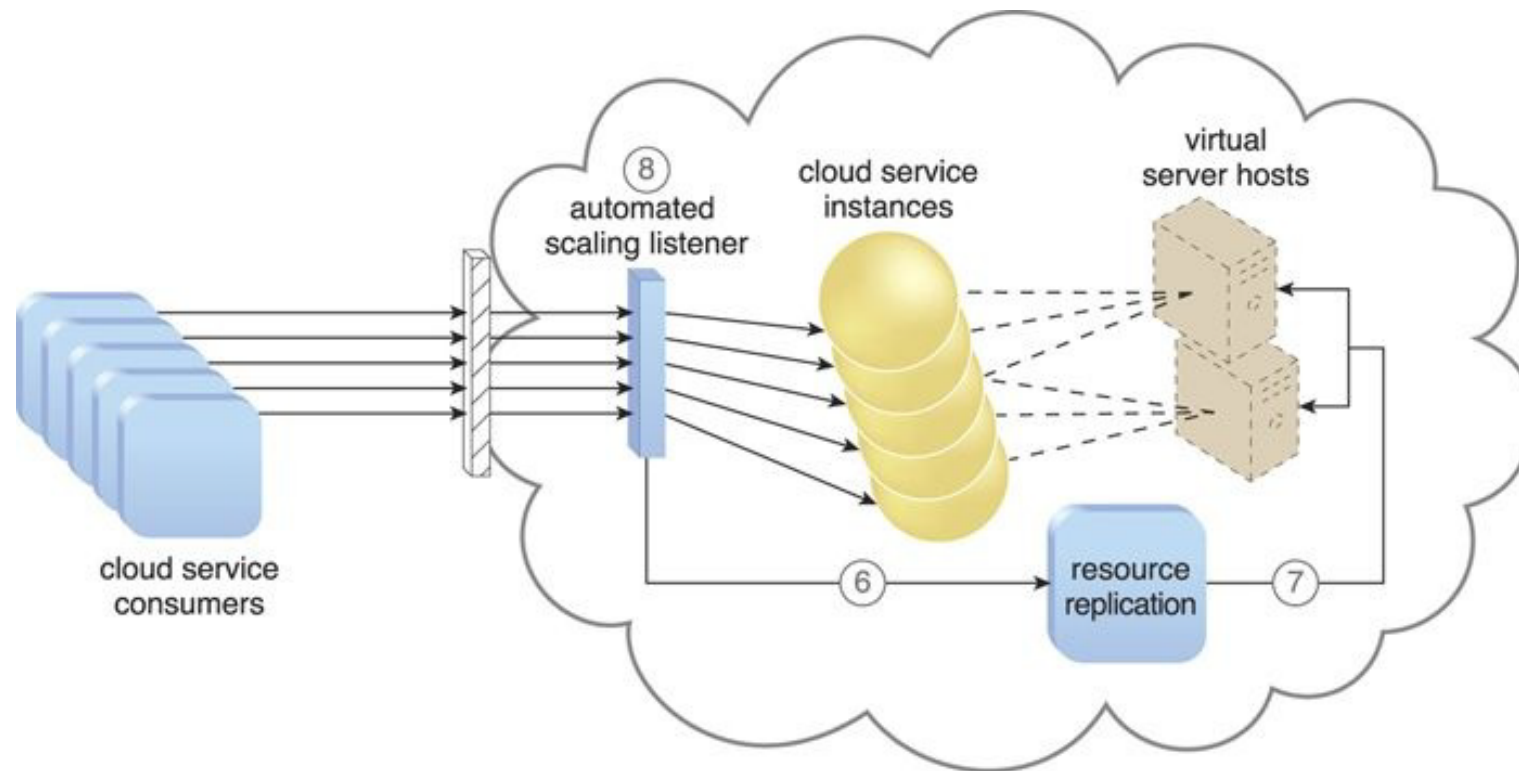 8
automated
scaling listener
cloud service
instances
virtual
server hosts
cloud service
consumers
6
resource
replication
7